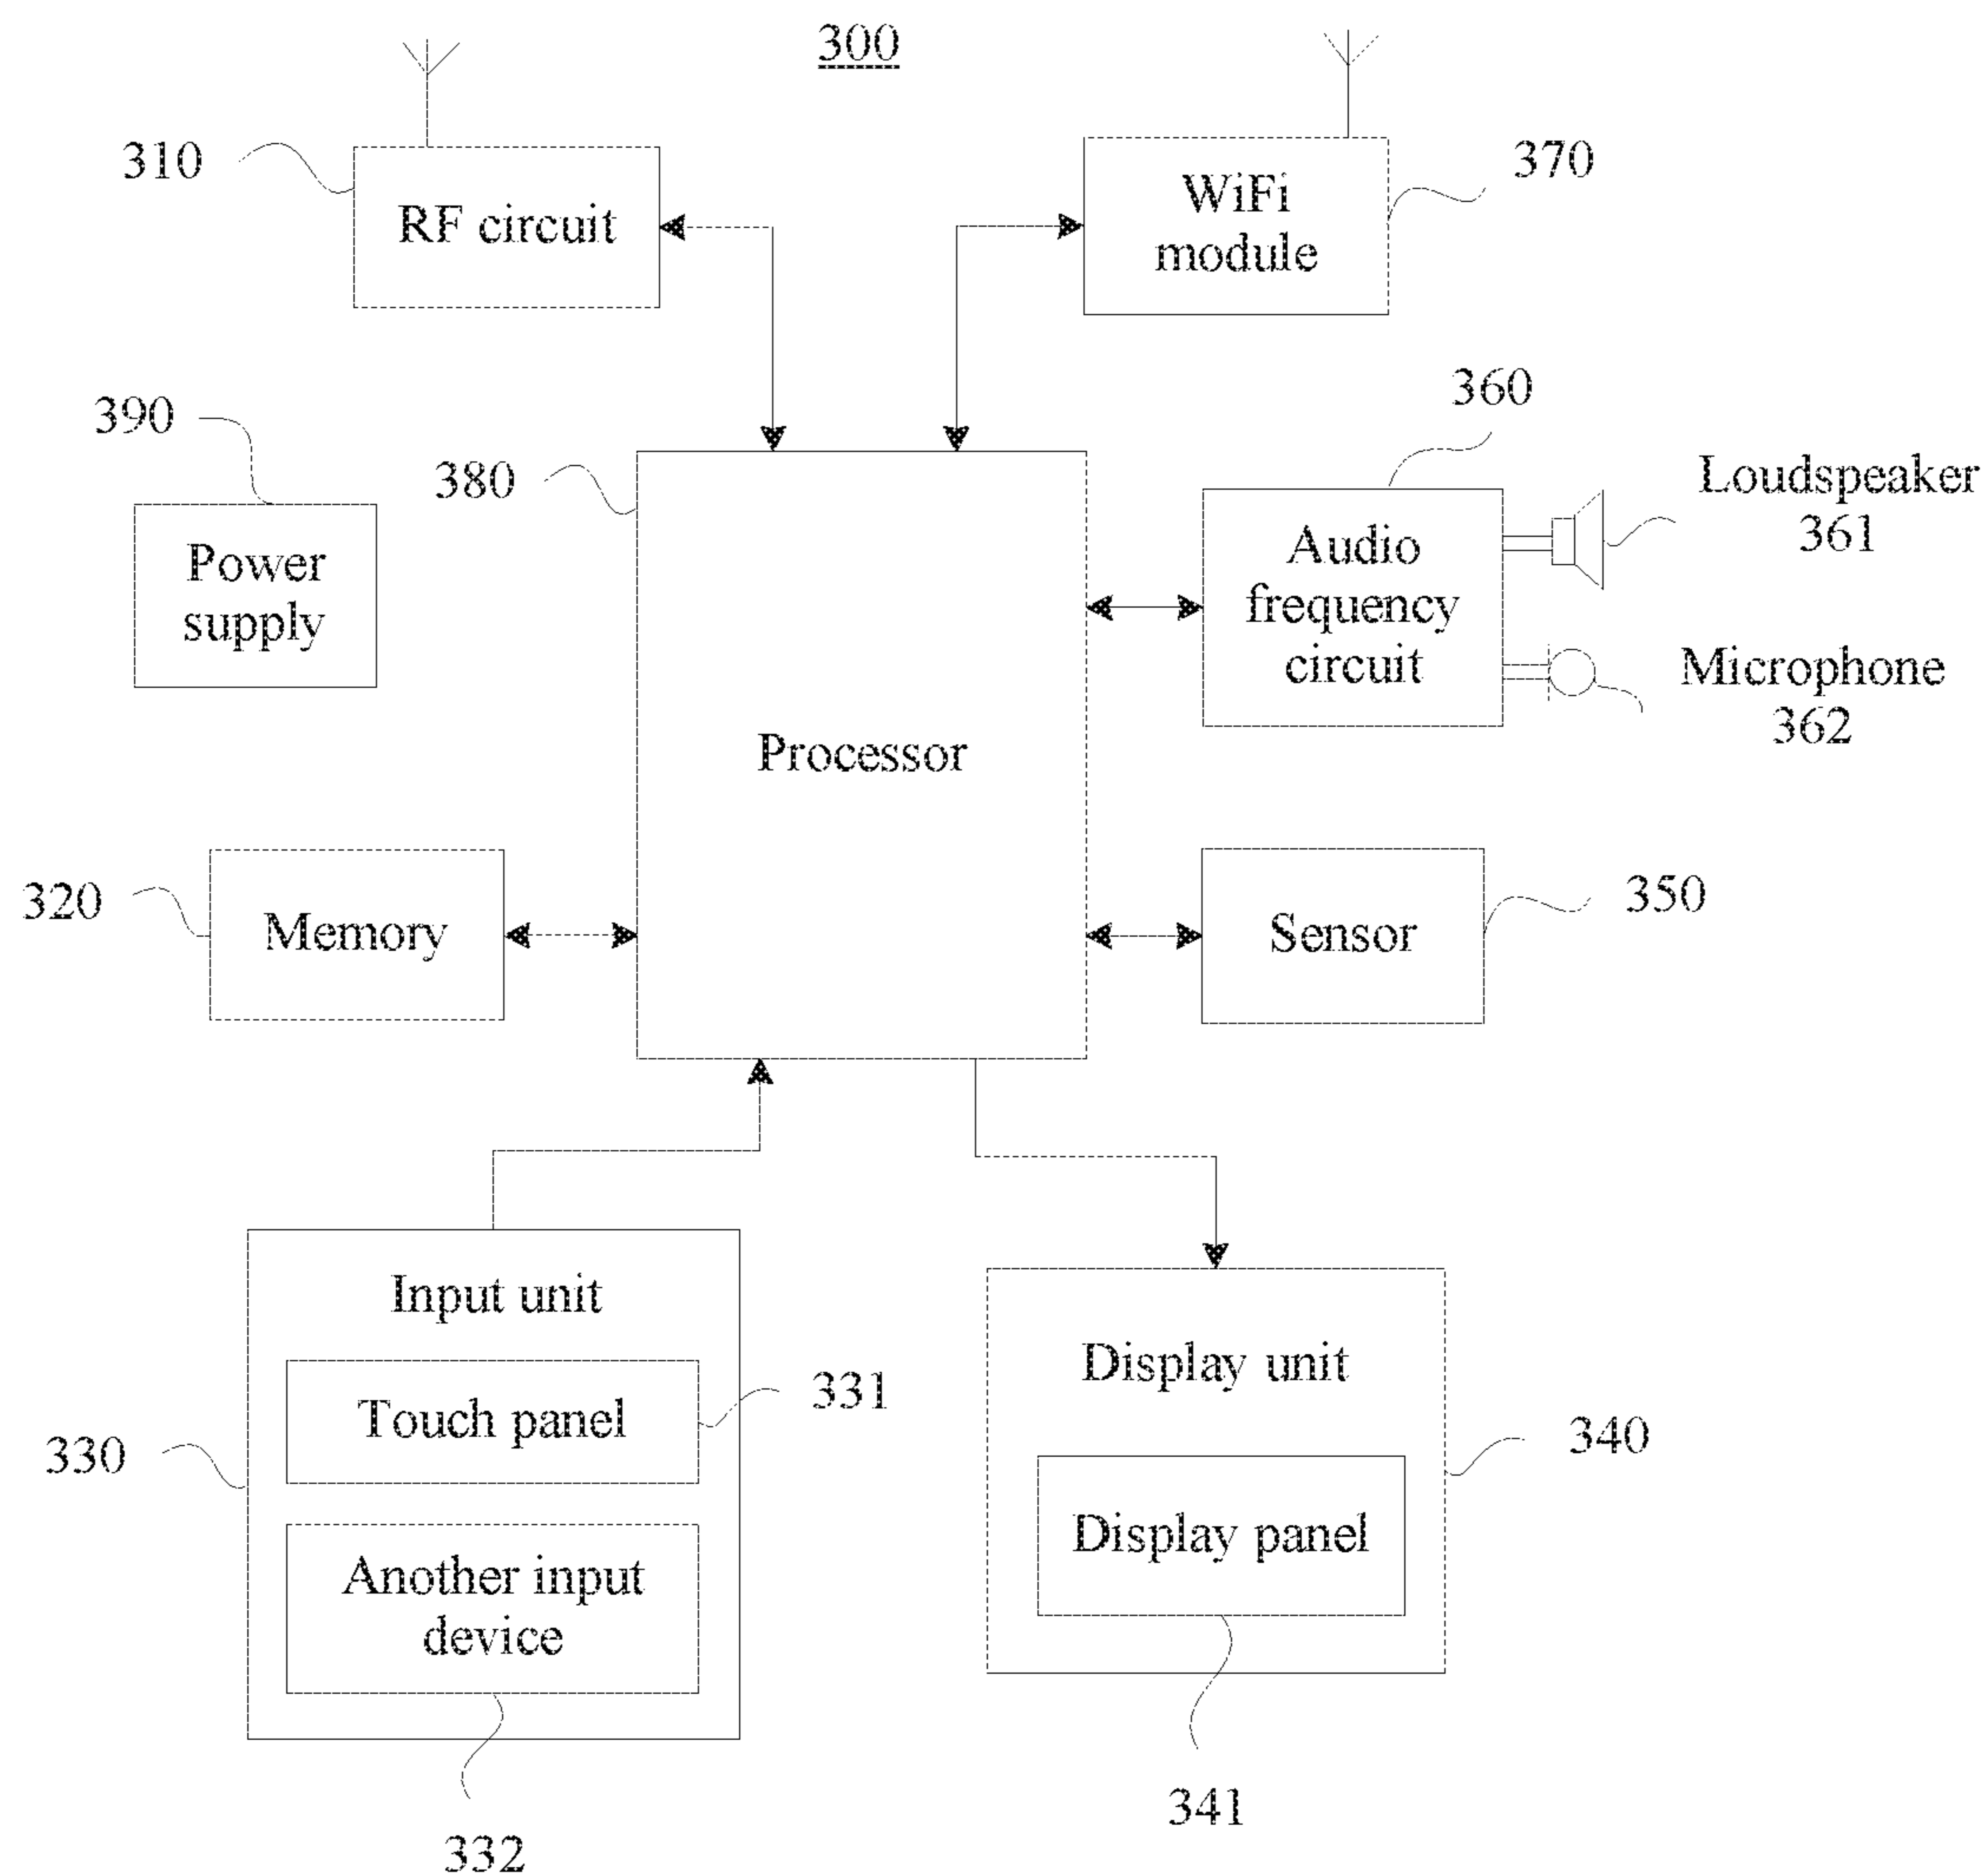 300
310
RF circuit
WiFi
module
370
390
Power
supply
380
Processor
360
Audio
frequency
circuit
Loudspeaker
361
Microphone
362
320
Memory
Sensor
350
Input unit
Touch panel
331
330
Another input
device
332
Display unit
340
Display panel
341